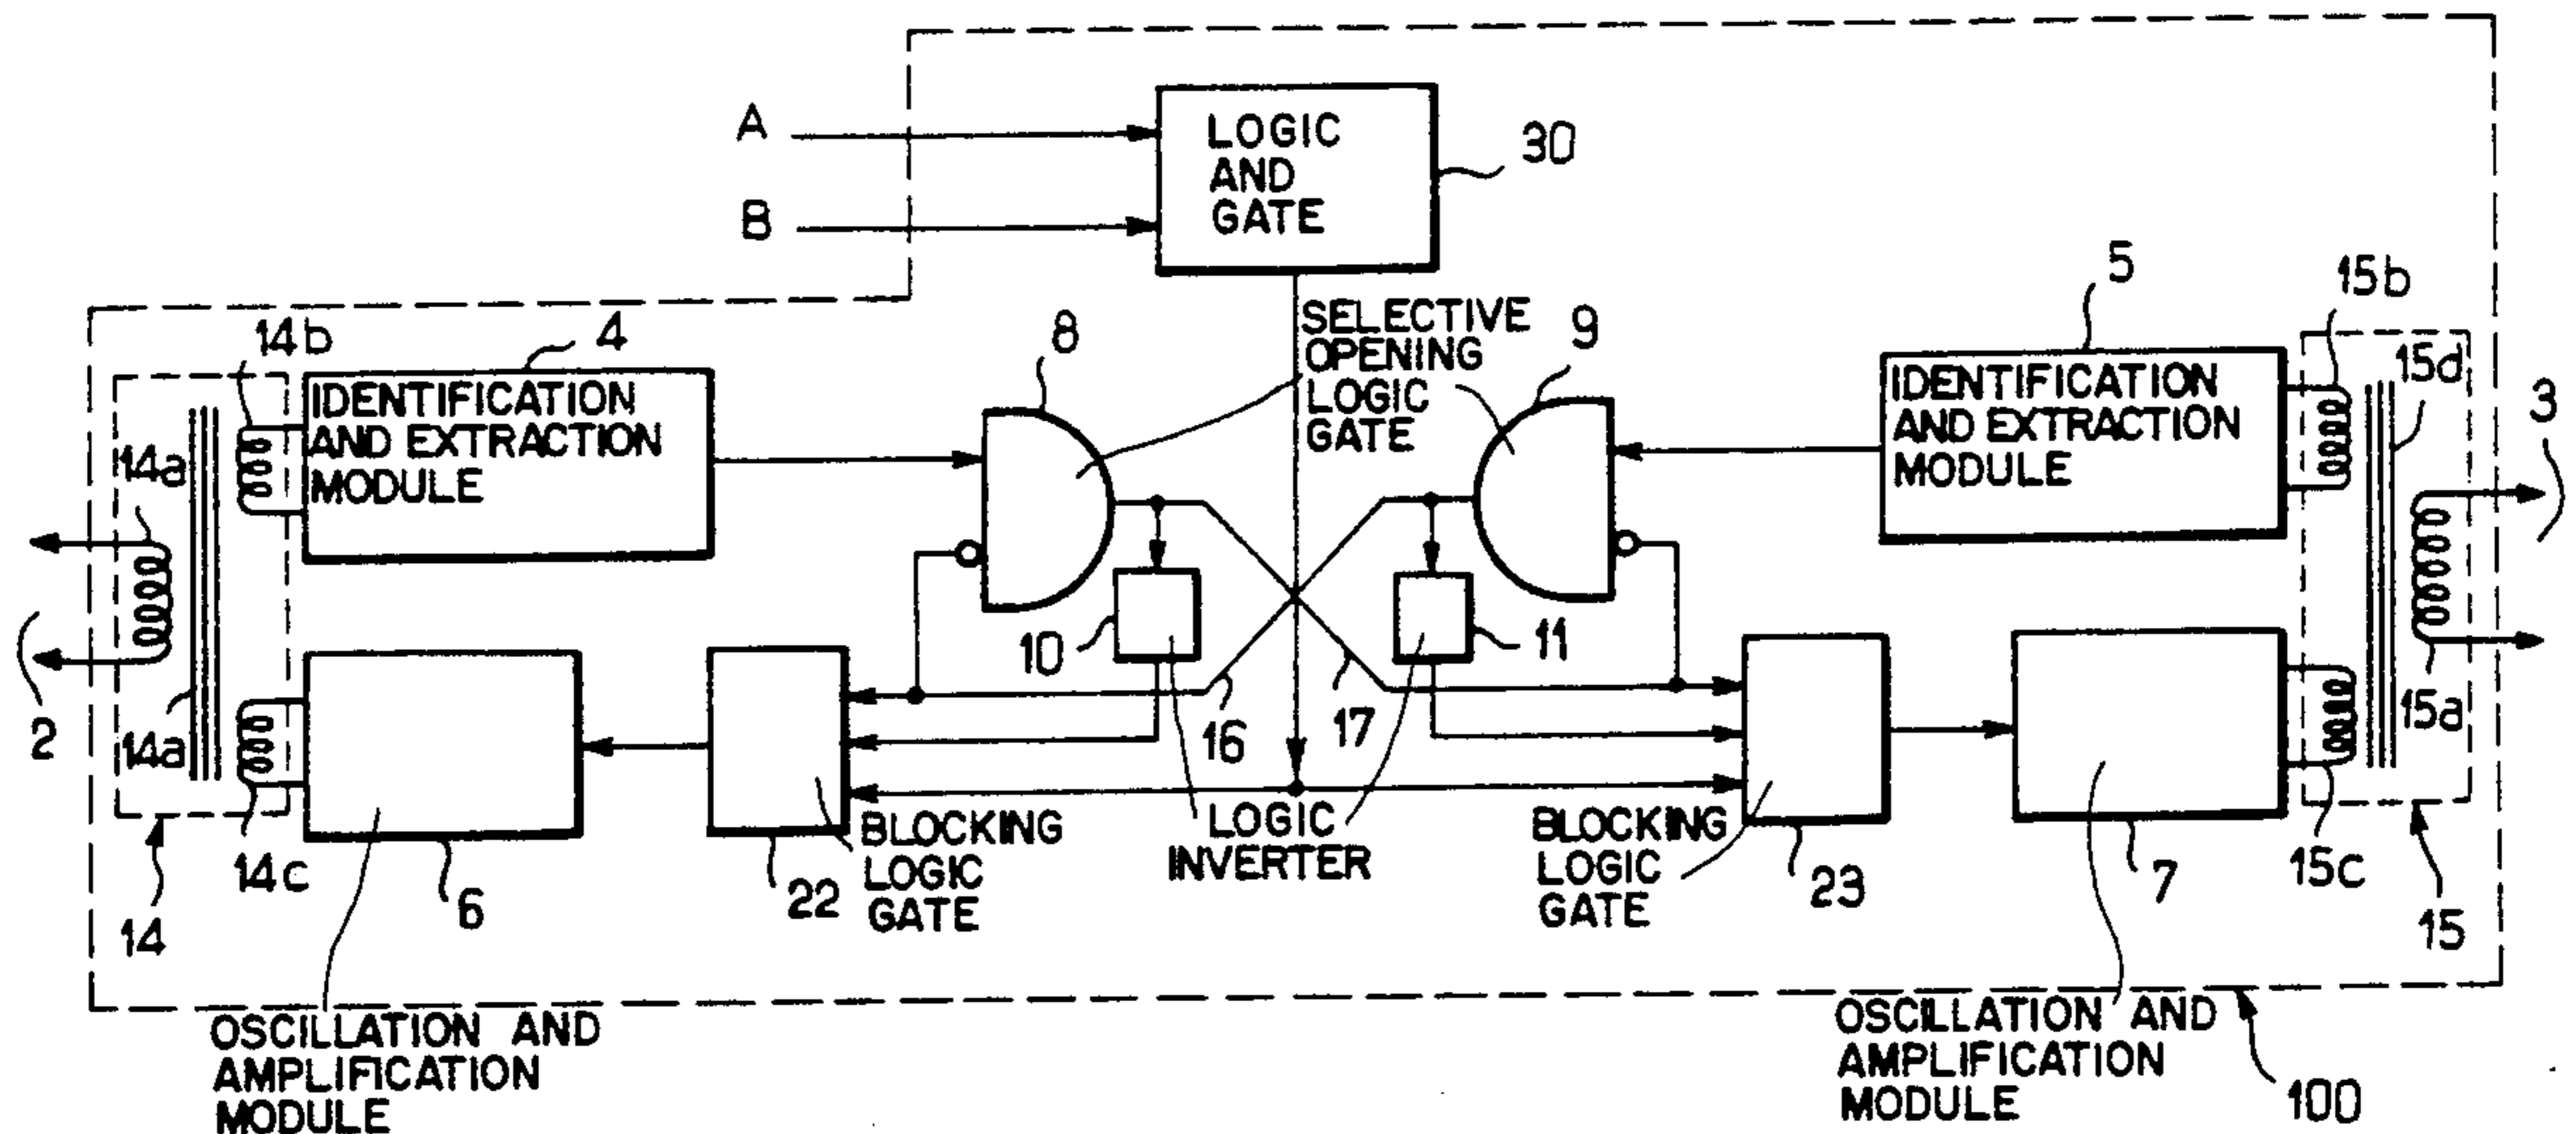 A
B
LOGIC
AND
GATE
30
SELECTIVE
OPENING
LOGIC
GATE
14b
4
IDENTIFICATION
AND EXTRACTION
MODULE
8
9
5
IDENTIFICATION
AND EXTRACTION
MODULE
15b
15d
3
14a
14a
2
10
11
16
17
15a
14c
14
6
22
BLOCKING
LOGIC
GATE
LOGIC
INVERTER
BLOCKING
LOGIC
GATE
23
7
15c
15
OSCILLATION AND
AMPLIFICATION
MODULE
OSCILLATION AND
AMPLIFICATION
MODULE
100